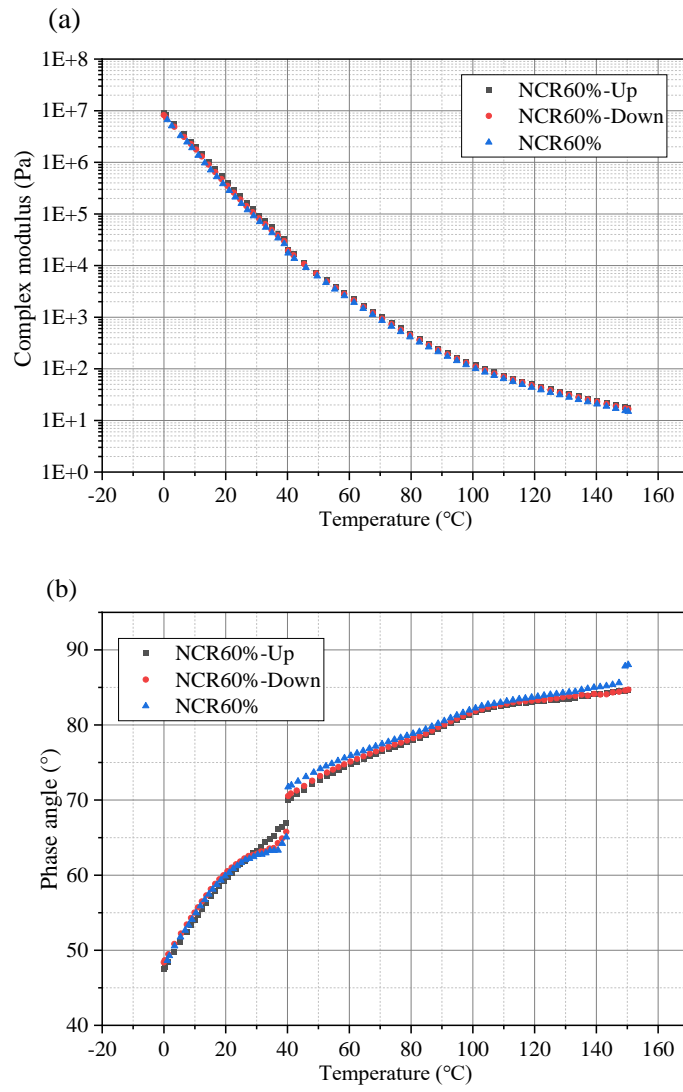 (a)
1E+8
1E+7
1E+6
1E+5
1E+4
1E+3
1E+2
1E+1
1E+0
Complex modulus (Pa)
NCR60%-Up
NCR60%-Down
NCR60%
-20 0 20 40 60 80 100 120 140 160
Temperature (℃)
(b)
90
80
70
60
50
40
Phase angle (°)
NCR60%-Up
NCR60%-Down
NCR60%
-20 0 20 40 60 80 100 120 140 160
Temperature (℃)